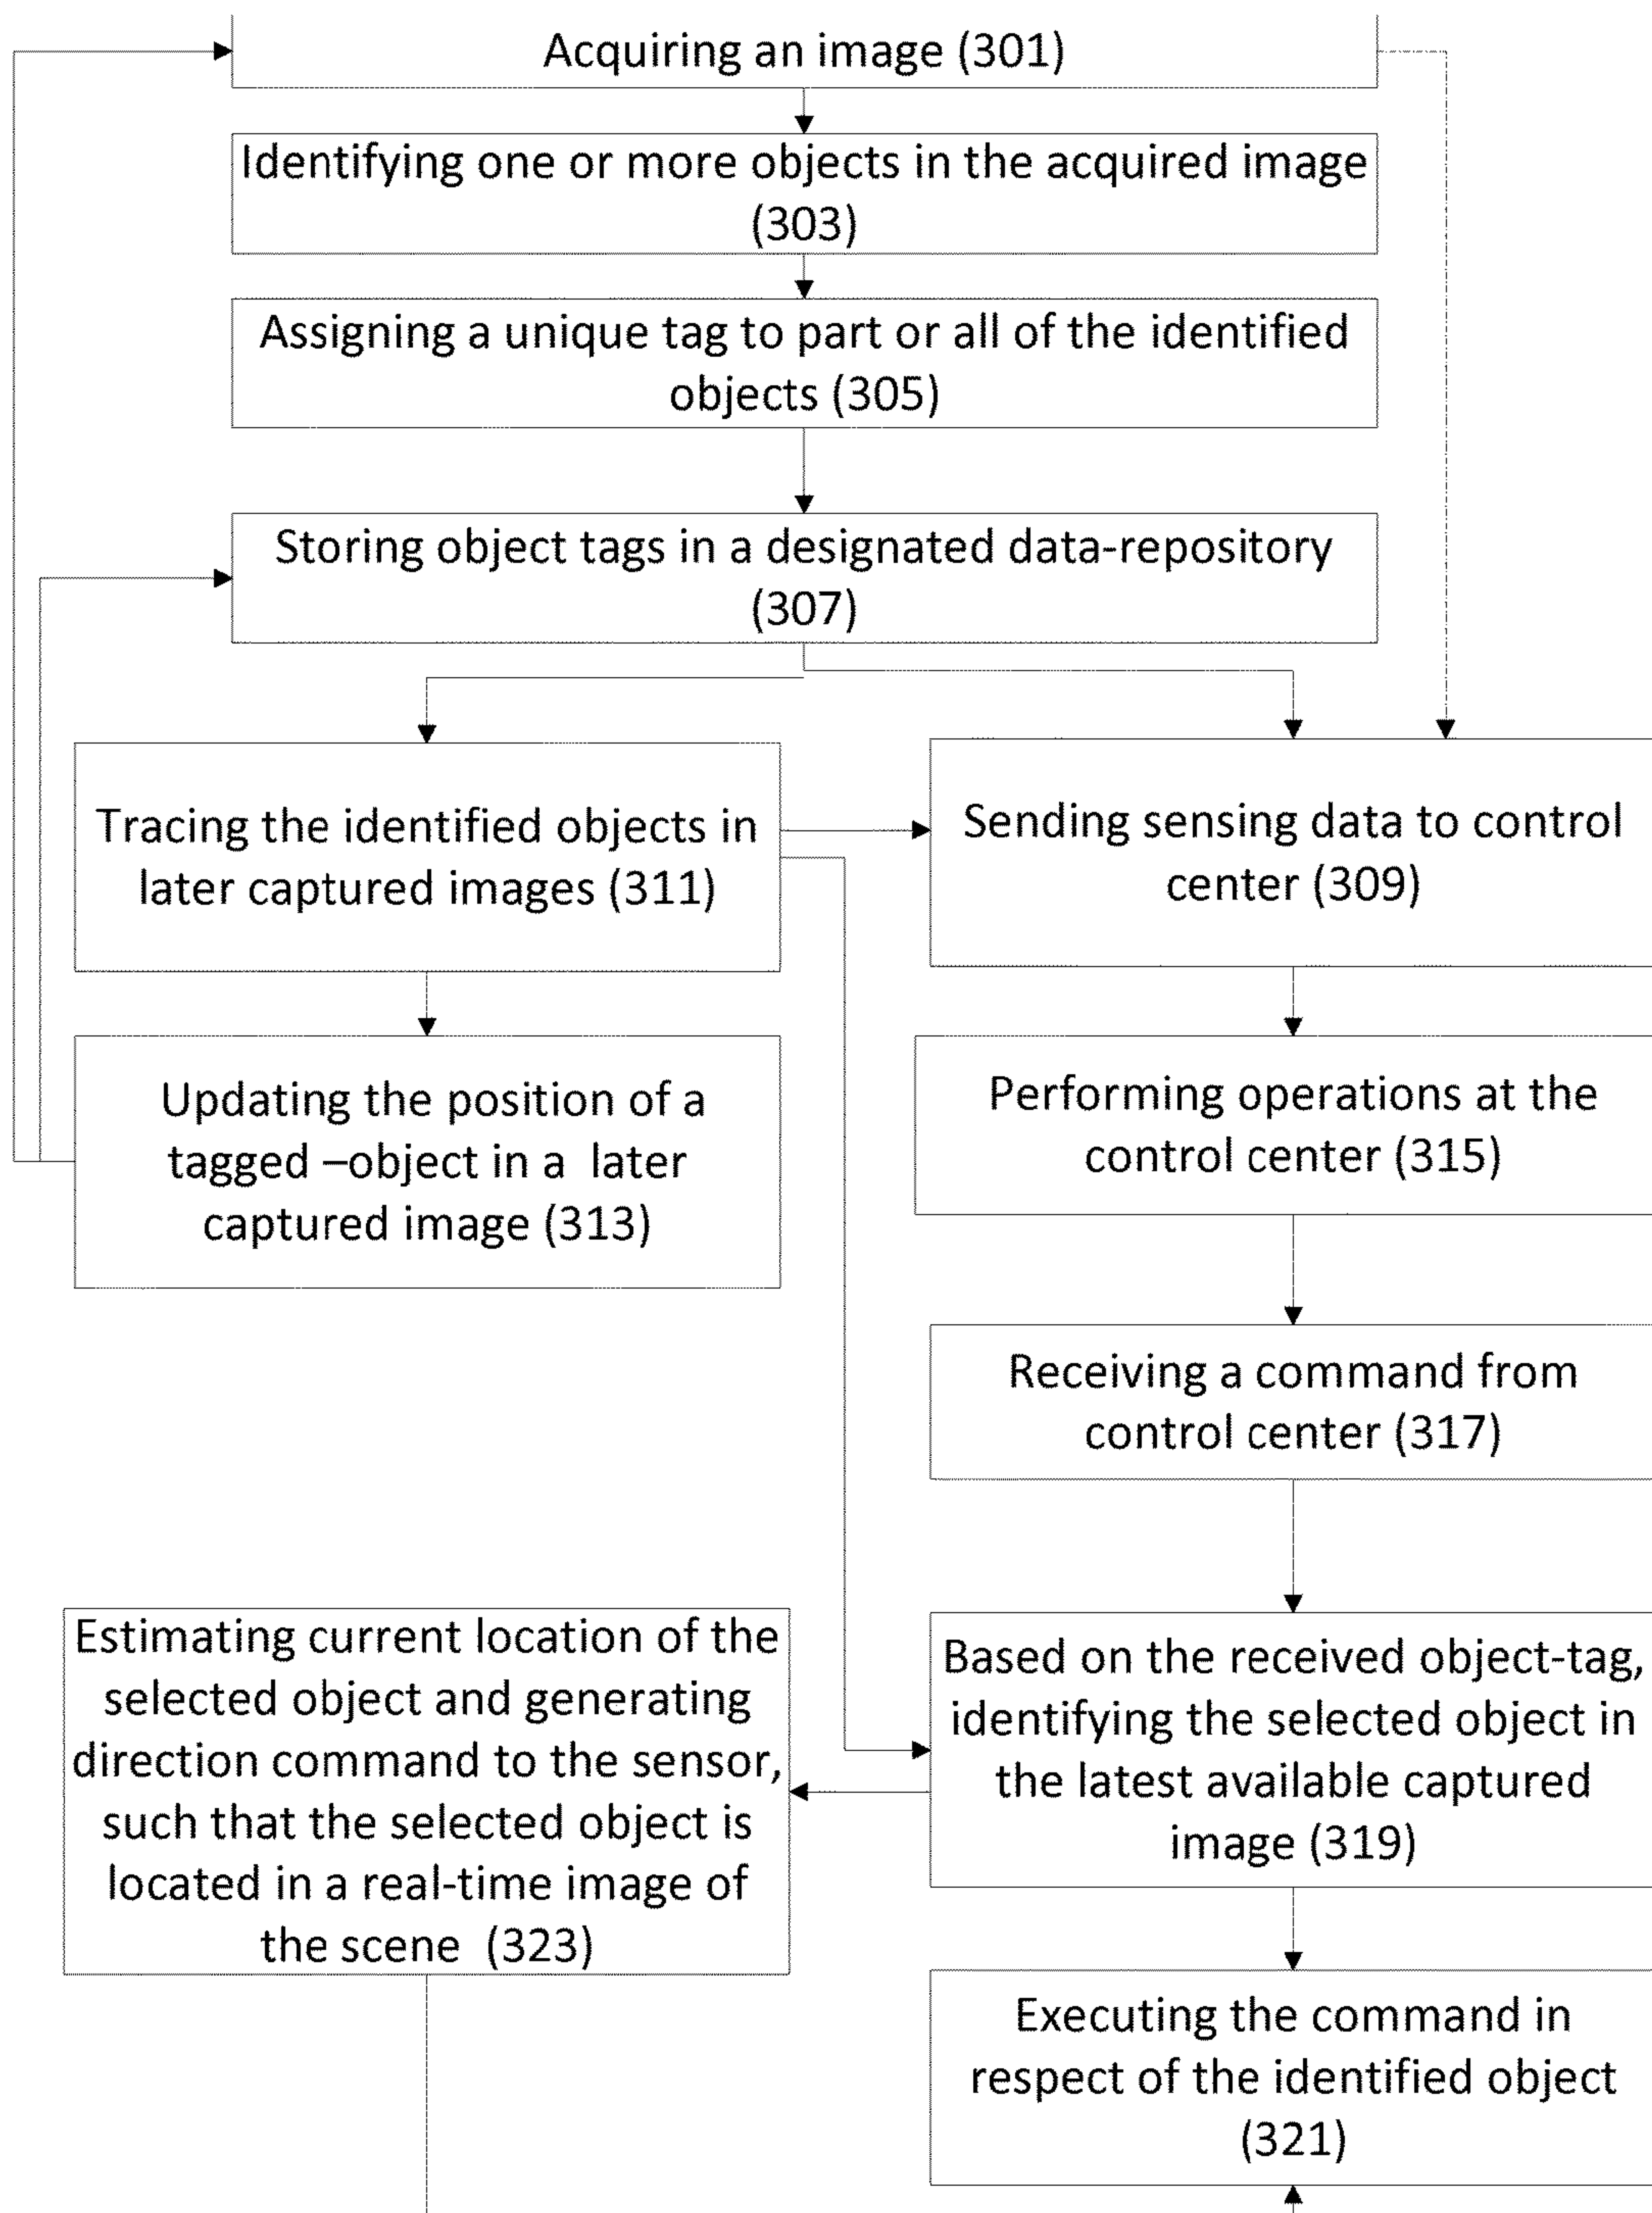 Acquiring an image (301)
Identifying one or more objects in the acquired image
(303)
Assigning a unique tag to part or all of the identified
objects (305)
Storing object tags in a designated data-repository
(307)
Tracing the identified objects in
later captured images (311)
Sending sensing data to control
center (309)
Updating the position of a
tagged –object in a later
captured image (313)
Performing operations at the
control center (315)
Receiving a command from
control center (317)
Estimating current location of the
selected object and generating
direction command to the sensor,
such that the selected object is
located in a real-time image of
the scene (323)
Based on the received object-tag,
identifying the selected object in
the latest available captured
image (319)
Executing the command in
respect of the identified object
(321)